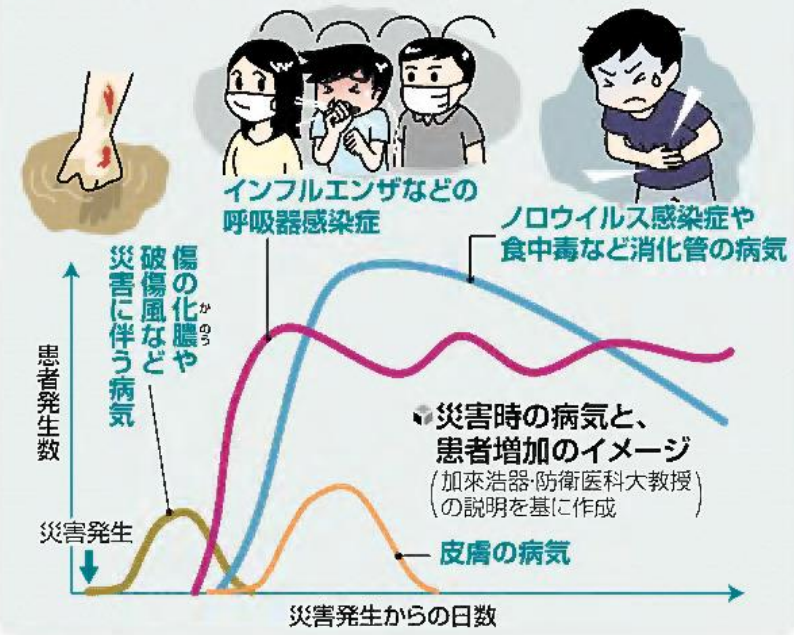 インフルエンザなどの
呼吸器感染症
ノロウイルス感染症や
食中毒など消化管の病気
傷の化膿や
かのう
破傷風など
災害に伴う病気
患者発生数
災害時の病気と、
患者増加のイメージ
(加來浩器・防衛医科大教授
の説明を基に作成)
災害発生
皮膚の病気
災害発生からの日数